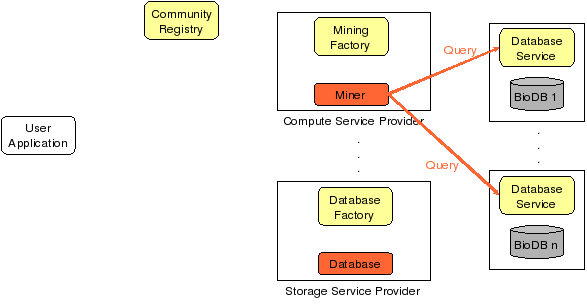 Community
Registry
Mining
Factory
Miner
Compute Service Provider
Query
Database
Service
BioDB 1
User
Application
.
.
.
.
.
.
Query
Database
Factory
Database
Storage Service Provider
Database
Service
BioDB n